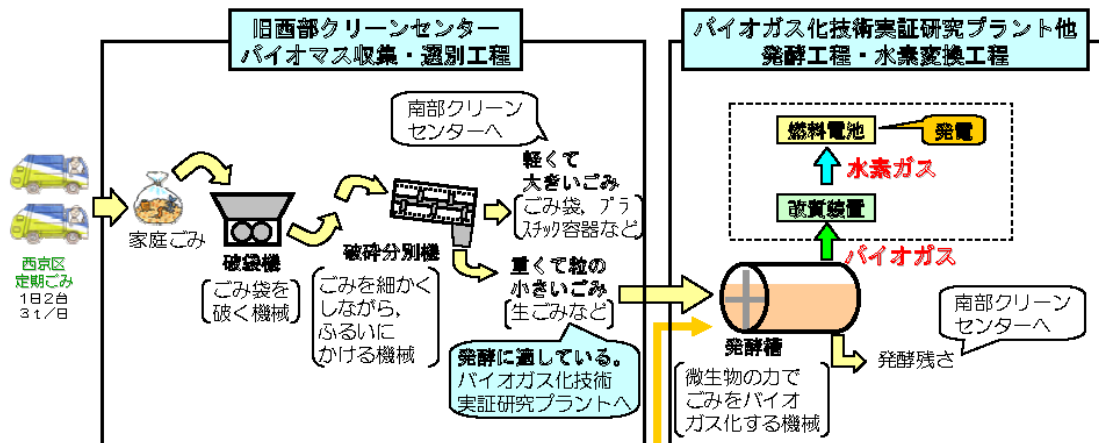 旧西部クリーンセンター
バイオマス収集・選別工程
バイオガス化技術実証研究プラント他
発酵工程・水素変換工程
南部クリーン
センターへ
燃料電池
発電
水素ガス
改質装置
バイオガス
軽くて
大きいごみ
ごみ袋，プラ
スチック容器など
家庭ごみ
西京区
定期ごみ
1日2台
3t/日
破袋機
ごみ袋を
破く機械
破砕分別機
ごみを細かく
しながら，
ふるいに
かける機械
重くて粒の
小さいごみ
生ごみなど
発酵に適している。
バイオガス化技術
実証研究プラントへ
発酵槽
微生物の力で
ごみをバイオ
ガス化する機械
発酵残さ
南部クリーン
センターへ